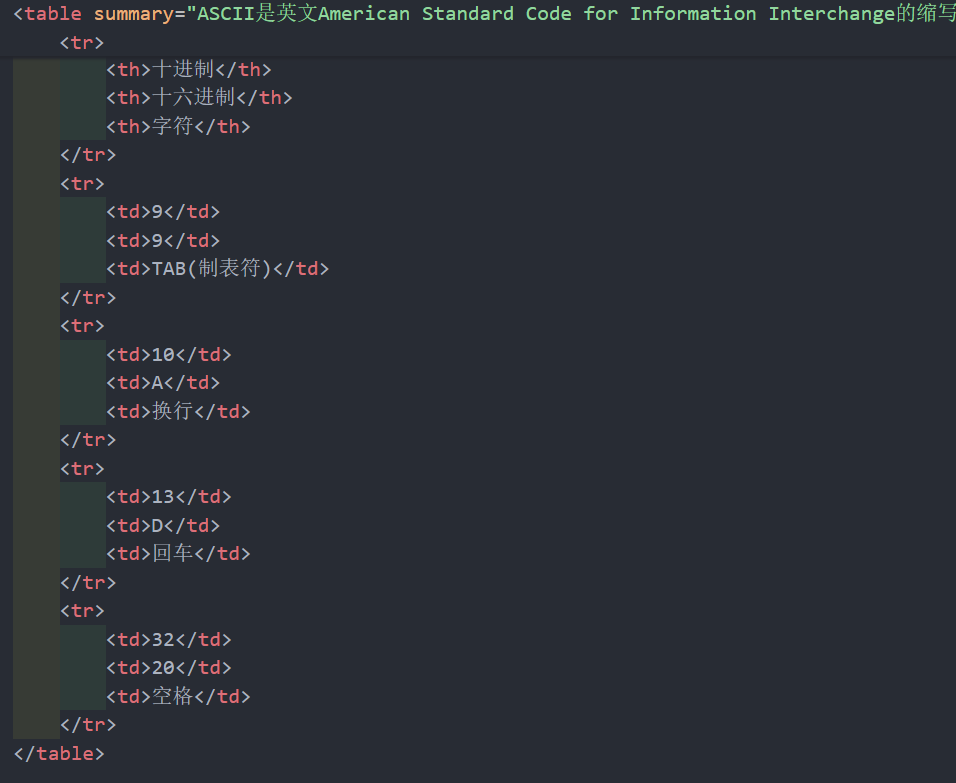 <table summary="ASCII是英文American Standard Code for Information Interchange的缩写
<tr>
<th>十进制</th>
<th>十六进制</th>
<th>字符</th>
</tr>
<tr>
<td>9</td>
<td>9</td>
<td>TAB(制表符)</td>
</tr>
<tr>
<td>10</td>
<td>A</td>
<td>换行</td>
</tr>
<tr>
<td>13</td>
<td>D</td>
<td>回车</td>
</tr>
<tr>
<td>32</td>
<td>20</td>
<td>空格</td>
</tr>
</table>